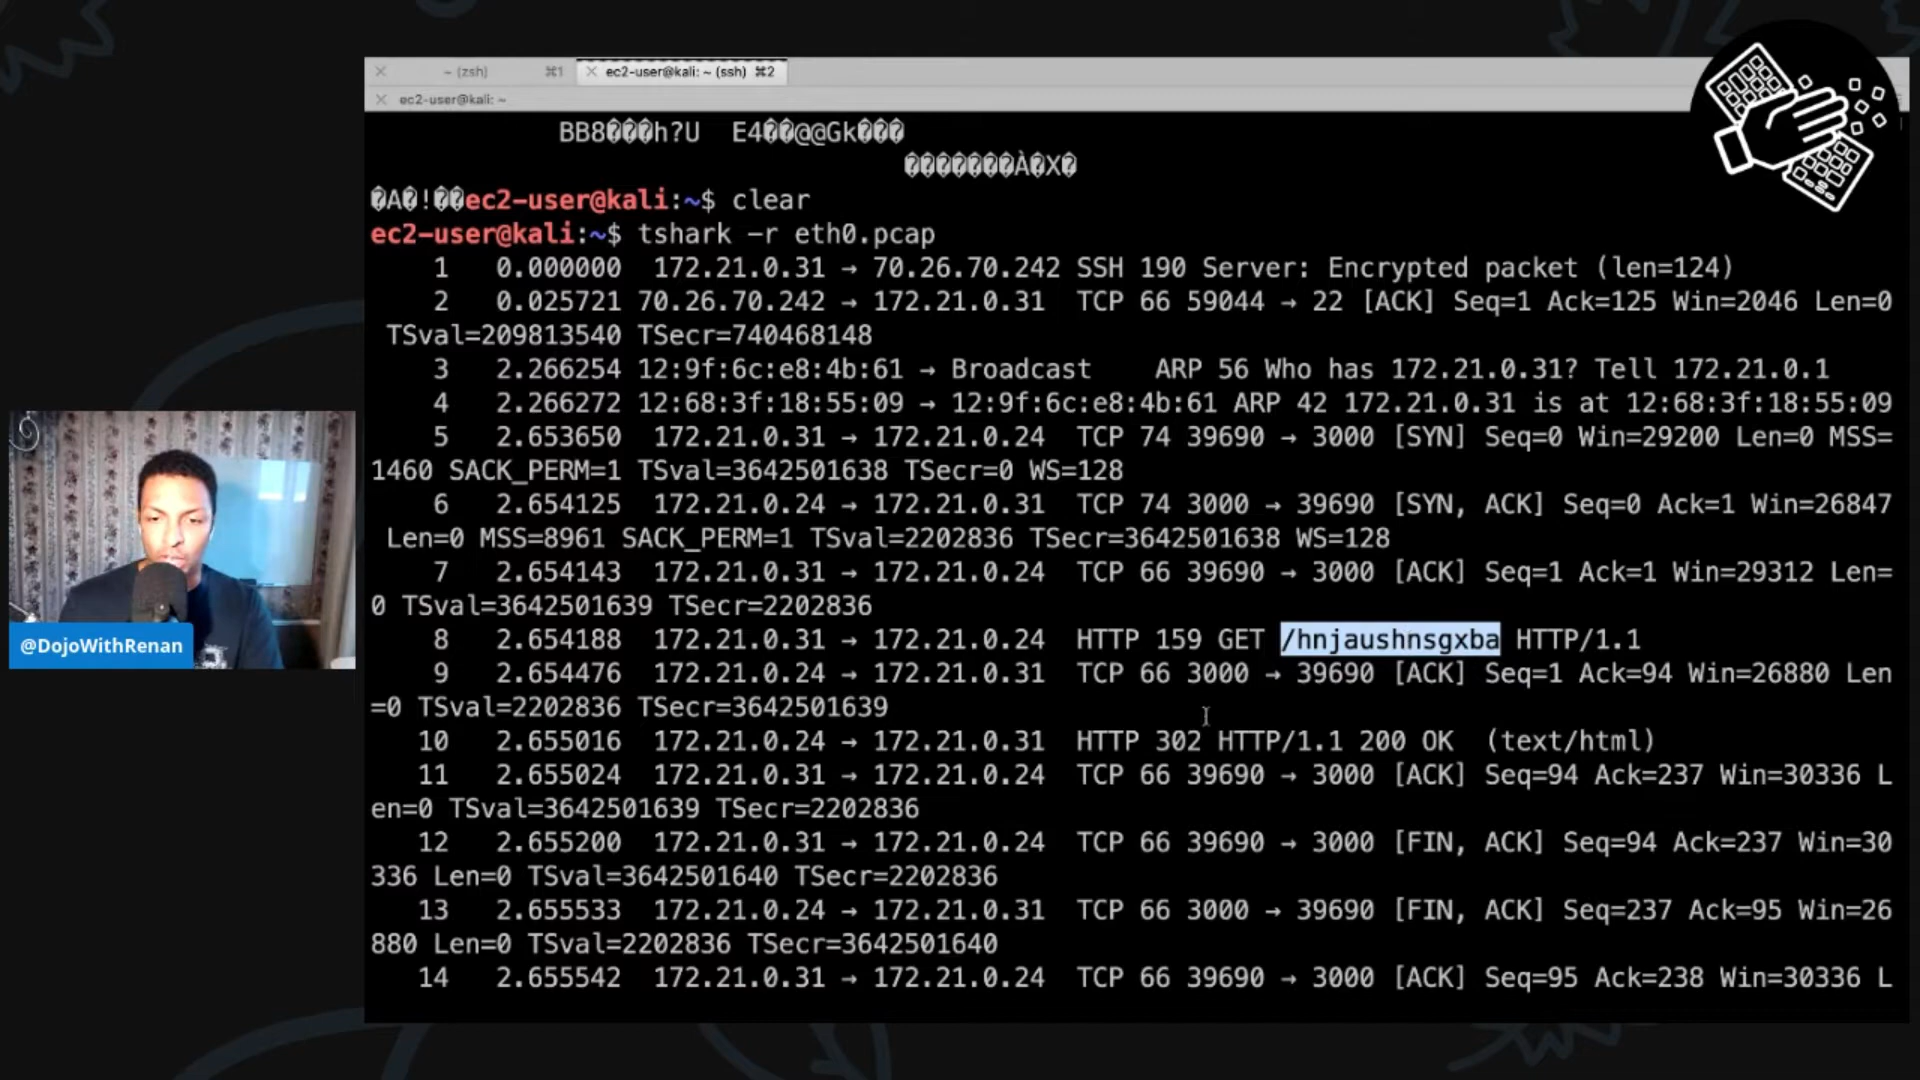 ~ (zsh) ⌘1 ec2-user@kali: ~ (ssh) ⌘2
ec2-user@kali: ~
BB8���h?U E4��@@Gk���
�������À�X�
�A�!��ec2-user@kali:~$ clear
ec2-user@kali:~$ tshark -r eth0.pcap
1 0.000000 172.21.0.31 → 70.26.70.242 SSH 190 Server: Encrypted packet (len=124)
2 0.025721 70.26.70.242 → 172.21.0.31 TCP 66 59044 → 22 [ACK] Seq=1 Ack=125 Win=2046 Len=0
TSval=209813540 TSecr=740468148
3 2.266254 12:9f:6c:e8:4b:61 → Broadcast ARP 56 Who has 172.21.0.31? Tell 172.21.0.1
4 2.266272 12:68:3f:18:55:09 → 12:9f:6c:e8:4b:61 ARP 42 172.21.0.31 is at 12:68:3f:18:55:09
5 2.653650 172.21.0.31 → 172.21.0.24 TCP 74 39690 → 3000 [SYN] Seq=0 Win=29200 Len=0 MSS=
1460 SACK_PERM=1 TSval=3642501638 TSecr=0 WS=128
6 2.654125 172.21.0.24 → 172.21.0.31 TCP 74 3000 → 39690 [SYN, ACK] Seq=0 Ack=1 Win=26847
Len=0 MSS=8961 SACK_PERM=1 TSval=2202836 TSecr=3642501638 WS=128
7 2.654143 172.21.0.31 → 172.21.0.24 TCP 66 39690 → 3000 [ACK] Seq=1 Ack=1 Win=29312 Len=
0 TSval=3642501639 TSecr=2202836
8 2.654188 172.21.0.31 → 172.21.0.24 HTTP 159 GET /hnjaushnsgxba HTTP/1.1
9 2.654476 172.21.0.24 → 172.21.0.31 TCP 66 3000 → 39690 [ACK] Seq=1 Ack=94 Win=26880 Len
=0 TSval=2202836 TSecr=3642501639
10 2.655016 172.21.0.24 → 172.21.0.31 HTTP 302 HTTP/1.1 200 OK (text/html)
11 2.655024 172.21.0.31 → 172.21.0.24 TCP 66 39690 → 3000 [ACK] Seq=94 Ack=237 Win=30336 L
en=0 TSval=3642501639 TSecr=2202836
12 2.655200 172.21.0.31 → 172.21.0.24 TCP 66 39690 → 3000 [FIN, ACK] Seq=94 Ack=237 Win=30
336 Len=0 TSval=3642501640 TSecr=2202836
13 2.655533 172.21.0.24 → 172.21.0.31 TCP 66 3000 → 39690 [FIN, ACK] Seq=237 Ack=95 Win=26
880 Len=0 TSval=2202836 TSecr=3642501640
14 2.655542 172.21.0.31 → 172.21.0.24 TCP 66 39690 → 3000 [ACK] Seq=95 Ack=238 Win=30336 L
@DojoWithRenan